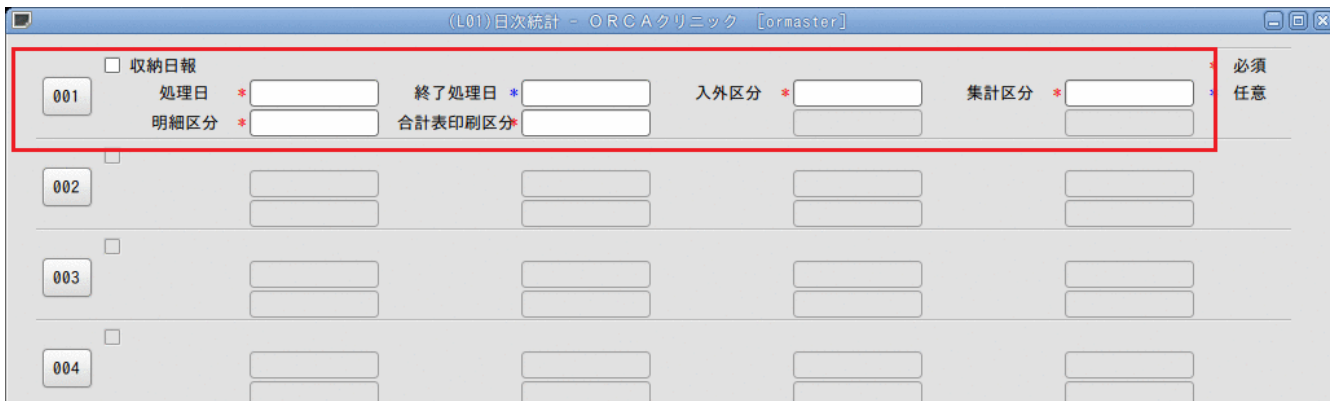 (L01)日次統計 - ORCAクリニック [ormaster]
収納日報
* 必須
001 処理日 * 終了処理日 * 入外区分 * 集計区分 * * 任意
明細区分 * 合計表印刷区分*
002
003
004